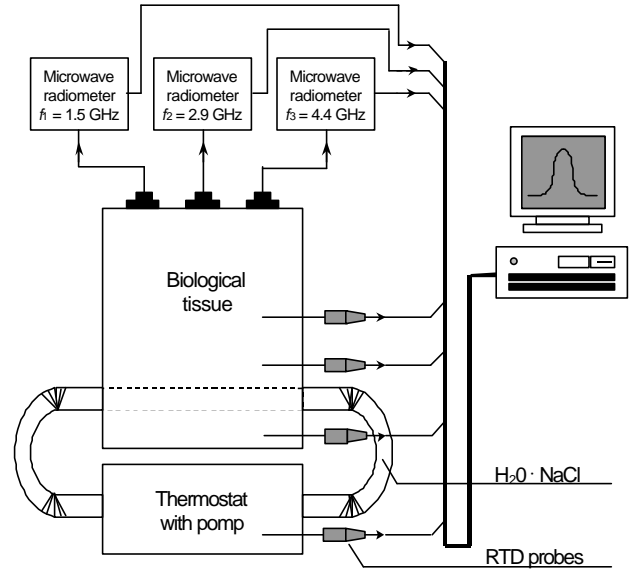 Microwave
radiometer
f1 = 1.5 GHz
Microwave
radiometer
f2 = 2.9 GHz
Microwave
radiometer
f3 = 4.4 GHz
Biological
tissue
H20 · NaCl
Thermostat
with pomp
RTD probes